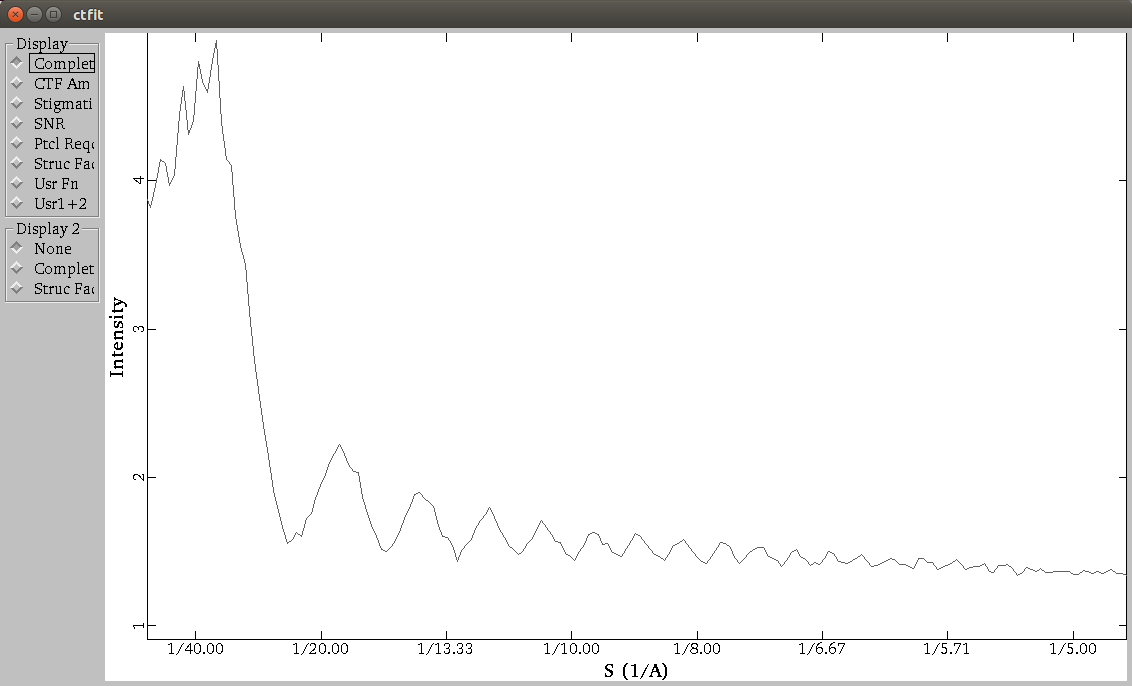 ctfit
Display
Complet
CTF Am
Stigmati
SNR
Ptcl Req
Struc Fac
Usr Fn
Usr1+2
Display 2
None
Complet
Struc Fac
Intensity
4
3
2
1
1/40.00 1/20.00 1/13.33 1/10.00 1/8.00 1/6.67 1/5.71 1/5.00
S (1/A)